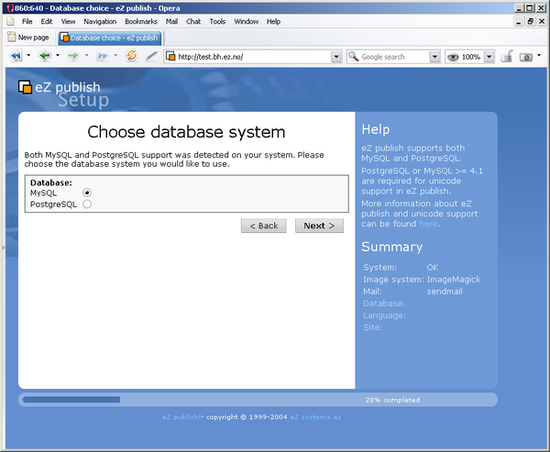 860:640 - Database choice - eZ publish - Opera
File Edit View Navigation Bookmarks Mail Chat Tools Window Help
New page
Database choice - eZ publish
http://test.bh.ez.no/
Google search
100%
eZ publish
Setup
Choose database system
Both MySQL and PostgreSQL support was detected on your system. Please
choose the database system you would like to use.
Database:
MySQL
PostgreSQL
< Back
Next >
Help
eZ publish supports both
MySQL and PostgreSQL.
PostgreSQL or MySQL >= 4.1
are required for unicode
support in eZ publish.
More information about eZ
publish and unicode support
can be found here.
Summary
System: OK
Image system: ImageMagick
Mail: sendmail
Database:
Language:
Site:
28% completed
eZ publish™ copyright © 1999-2004 eZ systems as